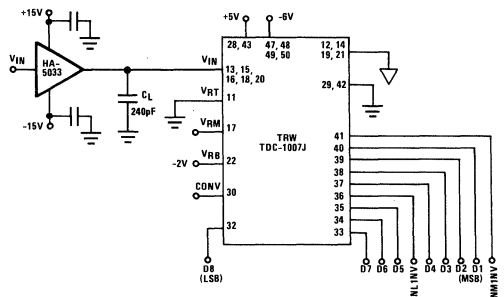 +15V
+5V
-6V
28, 43
47, 48
49, 50
12, 14
19, 21
VIN
HA-
5033
VIN
13, 15,
16, 18, 20
VRT
11
29, 42
CL
240pF
-15V
VRM
17
TRW
TDC-1007J
-2V
VRB
22
CONV
30
32
41
40
39
38
37
36
35
34
33
D8
(LSB)
D7
D6
D5
NL1NV
D4
D3
D2
D1
(MSB)
NM1NV